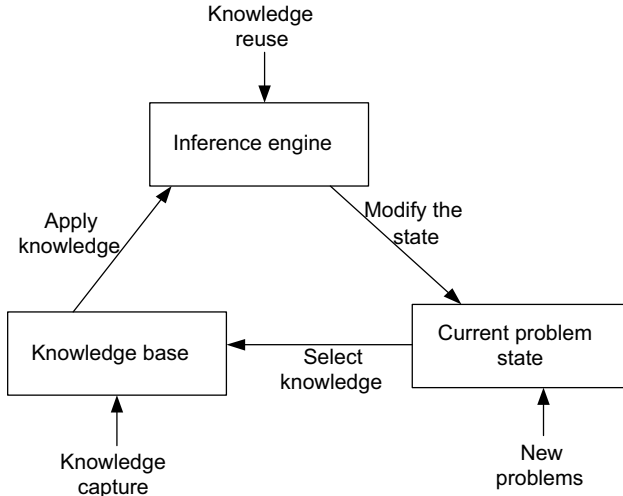 Knowledge
reuse
Inference engine
Apply
knowledge
Modify the
state
Knowledge base
Select
knowledge
Current problem
state
Knowledge
capture
New
problems